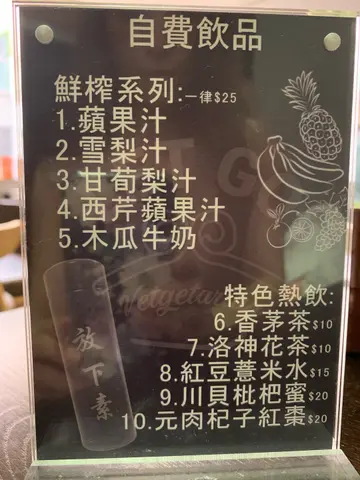 自費飲品
鮮榨系列:一律$25
1.蘋果汁
2.雪梨汁
3.甘荀梨汁
4.西芹蘋果汁
5.木瓜牛奶
特色熱飲:
6.香茅茶$10
7.洛神花茶$10
8.紅豆薏米水$15
9.川貝枇杷蜜$20
10.元肉杞子紅棗$20
放下素